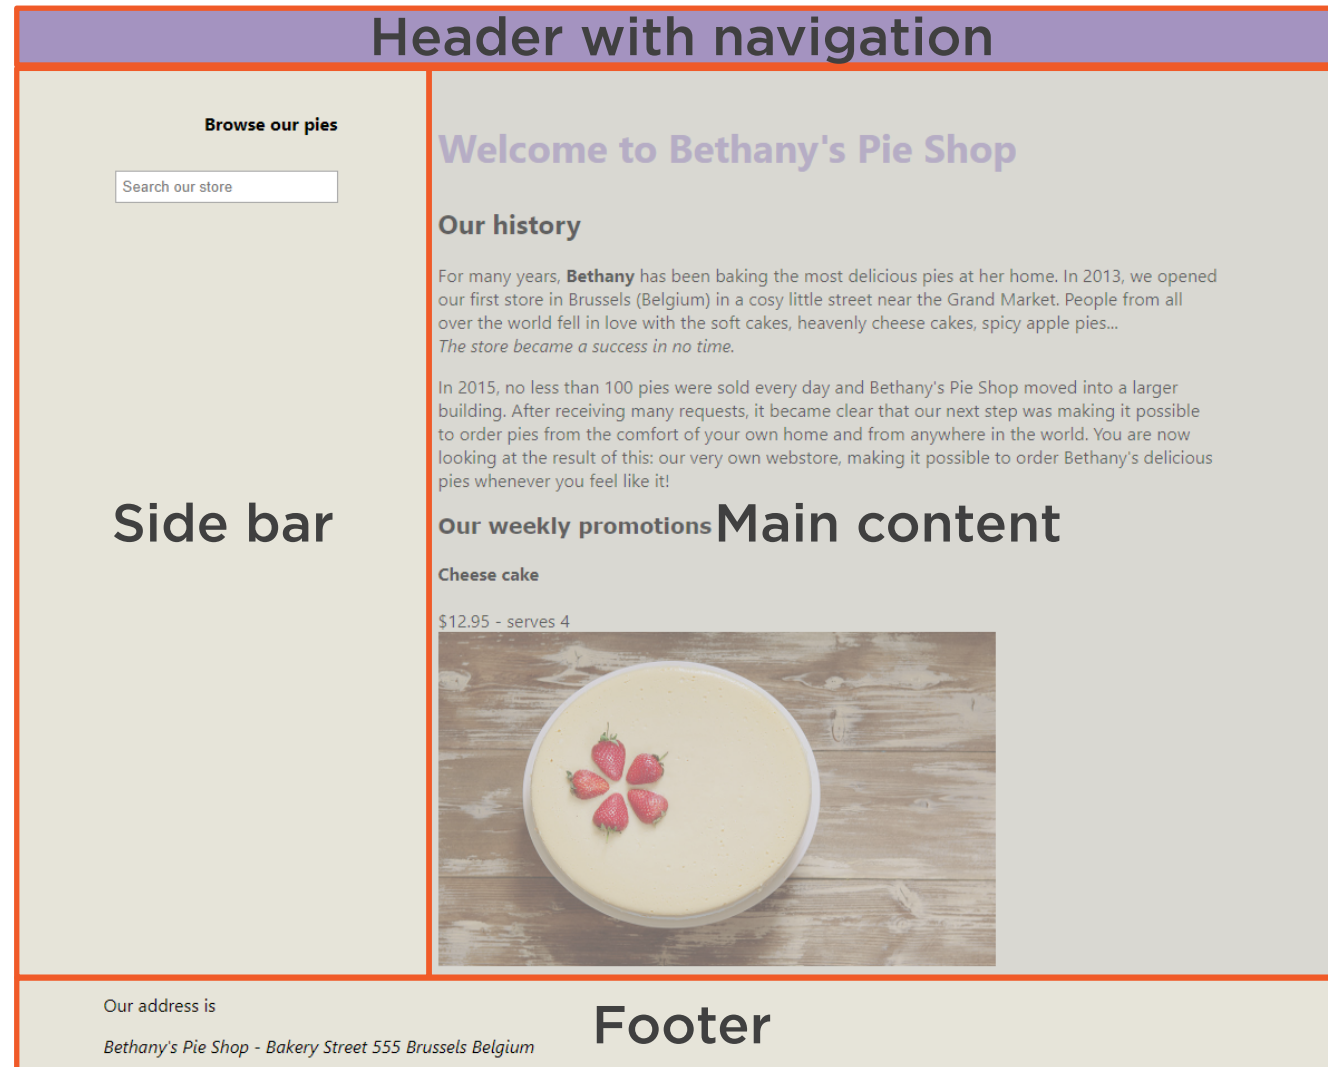 Header with navigation
Browse our pies
Search our store
Side bar
Welcome to Bethany's Pie Shop
Our history
For many years, Bethany has been baking the most delicious pies at her home. In 2013, we opened
our first store in Brussels (Belgium) in a cosy little street near the Grand Market. People from all
over the world fell in love with the soft cakes, heavenly cheese cakes, spicy apple pies...
The store became a success in no time.
In 2015, no less than 100 pies were sold every day and Bethany's Pie Shop moved into a larger
building. After receiving many requests, it became clear that our next step was making it possible
to order pies from the comfort of your own home and from anywhere in the world. You are now
looking at the result of this: our very own webstore, making it possible to order Bethany's delicious
pies whenever you feel like it!
Our weekly promotions
Main content
Cheese cake
$12.95 - serves 4
Our address is
Footer
Bethany's Pie Shop - Bakery Street 555 Brussels Belgium